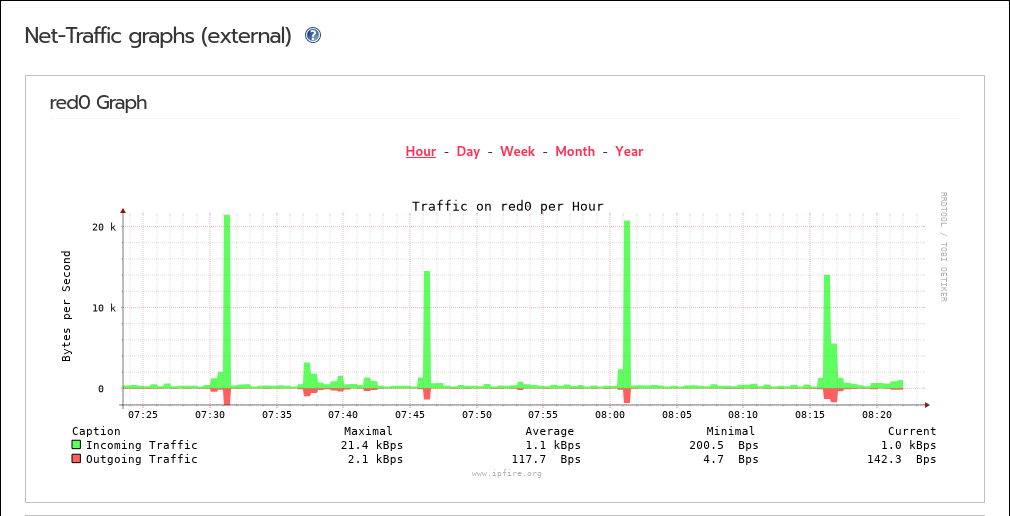 Net-Traffic graphs (external) ?
red0 Graph
Hour - Day - Week - Month - Year
Traffic on red0 per Hour
RRDTOOL / TOBI OETIKER
Bytes per Second
20 k
10 k
0
07:25 07:30 07:35 07:40 07:45 07:50 07:55 08:00 08:05 08:10 08:15 08:20
Caption Maximal Average Minimal Current
Incoming Traffic 21.4 kBps 1.1 kBps 200.5 Bps 1.0 kBps
Outgoing Traffic 2.1 kBps 117.7 Bps 4.7 Bps 142.3 Bps
www.ipfire.org